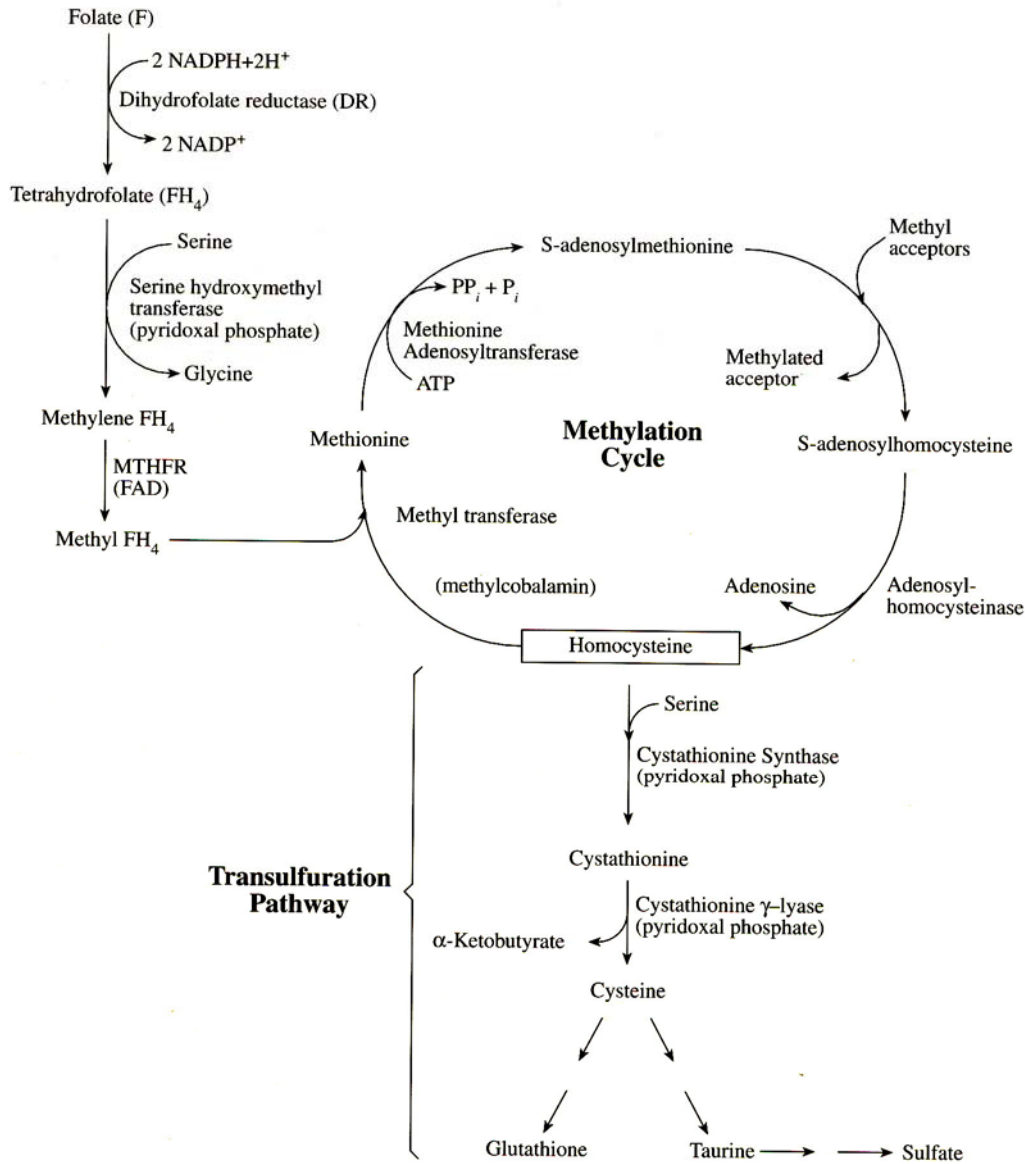 Folate (F)
2 NADPH+2H⁺
Dihydrofolate reductase (DR)
2 NADP⁺
Tetrahydrofolate (FH₄)
Serine
Serine hydroxymethyl
transferase
(pyridoxal phosphate)
Glycine
Methylene FH₄
MTHFR
(FAD)
Methyl FH₄
S-adenosylmethionine
Methyl
acceptors
PPᵢ + Pᵢ
Methionine
Adenosyltransferase
ATP
Methylated
acceptor
Methionine
Methylation
Cycle
S-adenosylhomocysteine
Methyl transferase
(methylcobalamin)
Adenosine
Adenosyl-
homocysteinase
Homocysteine
Serine
Cystathionine Synthase
(pyridoxal phosphate)
Cystathionine
Transulfuration
Pathway
Cystathionine γ–lyase
(pyridoxal phosphate)
α-Ketobutyrate
Cysteine
Glutathione
Taurine
Sulfate